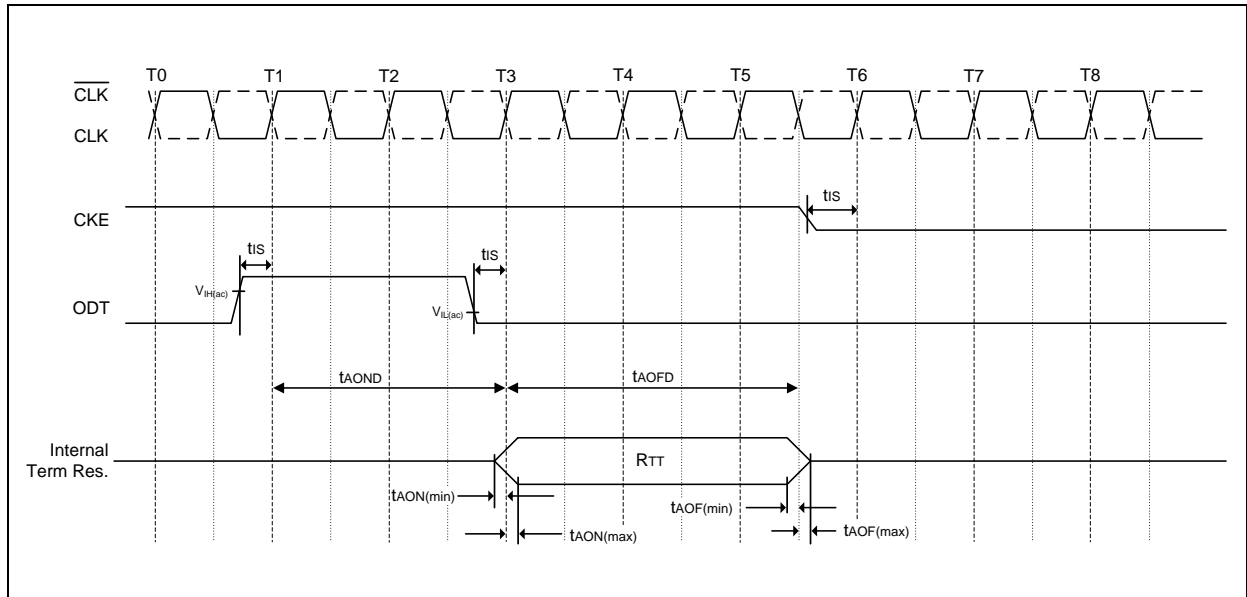 T0 T1 T2 T3 T4 T5 T6 T7 T8
CLK
CLK
CKE
tIS
tIS
tIS
VIH(ac)
VIL(ac)
ODT
tAOND
tAOFD
Internal
Term Res.
RTT
tAON(min)
tAOF(min)
tAON(max)
tAOF(max)